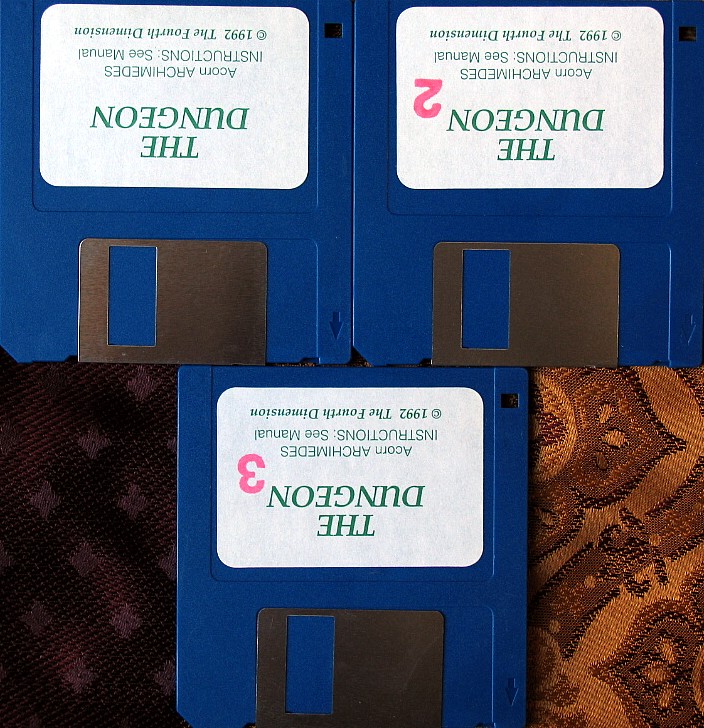 THE
DUNGEON
Acorn ARCHIMEDES
INSTRUCTIONS: See Manual
© 1992 The Fourth Dimension
THE
DUNGEON 2
Acorn ARCHIMEDES
INSTRUCTIONS: See Manual
© 1992 The Fourth Dimension
THE
DUNGEON 3
Acorn ARCHIMEDES
INSTRUCTIONS: See Manual
© 1992 The Fourth Dimension